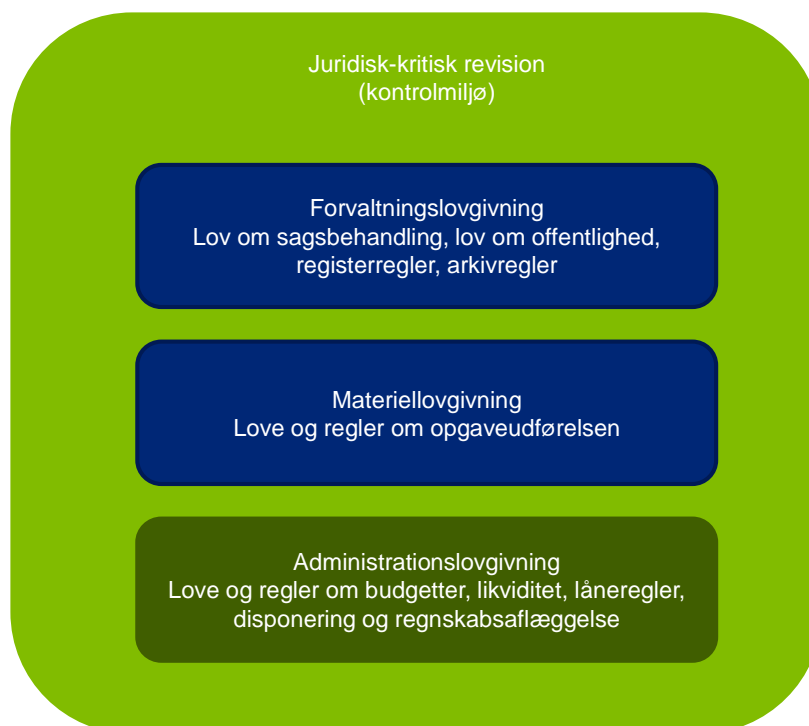 Juridisk-kritisk revision
(kontrolmiljø)
Forvaltningslovgivning
Lov om sagsbehandling, lov om offentlighed,
registerregler, arkivregler
Materiellovgivning
Love og regler om opgaveudførelsen
Administrationslovgivning
Love og regler om budgetter, likviditet, låneregler,
disponering og regnskabsaflæggelse